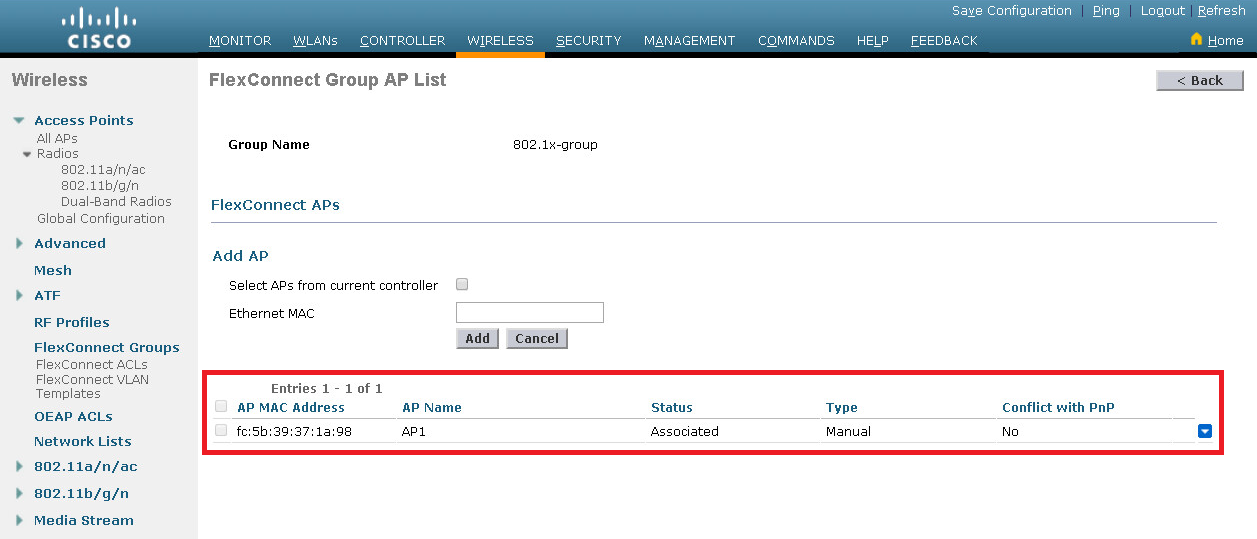 Save Configuration | Ping | Logout | Refresh
CISCO
MONITOR WLANs CONTROLLER WIRELESS SECURITY MANAGEMENT COMMANDS HELP FEEDBACK
Home
Wireless
Access Points
All APs
Radios
802.11a/n/ac
802.11b/g/n
Dual-Band Radios
Global Configuration
Advanced
Mesh
ATF
RF Profiles
FlexConnect Groups
FlexConnect ACLs
FlexConnect VLAN
Templates
OEAP ACLs
Network Lists
802.11a/n/ac
802.11b/g/n
Media Stream
FlexConnect Group AP List
< Back
Group Name 802.1x-group
FlexConnect APs
Add AP
Select APs from current controller
Ethernet MAC
Add Cancel
Entries 1 - 1 of 1
AP MAC Address AP Name Status Type Conflict with PnP
fc:5b:39:37:1a:98 AP1 Associated Manual No